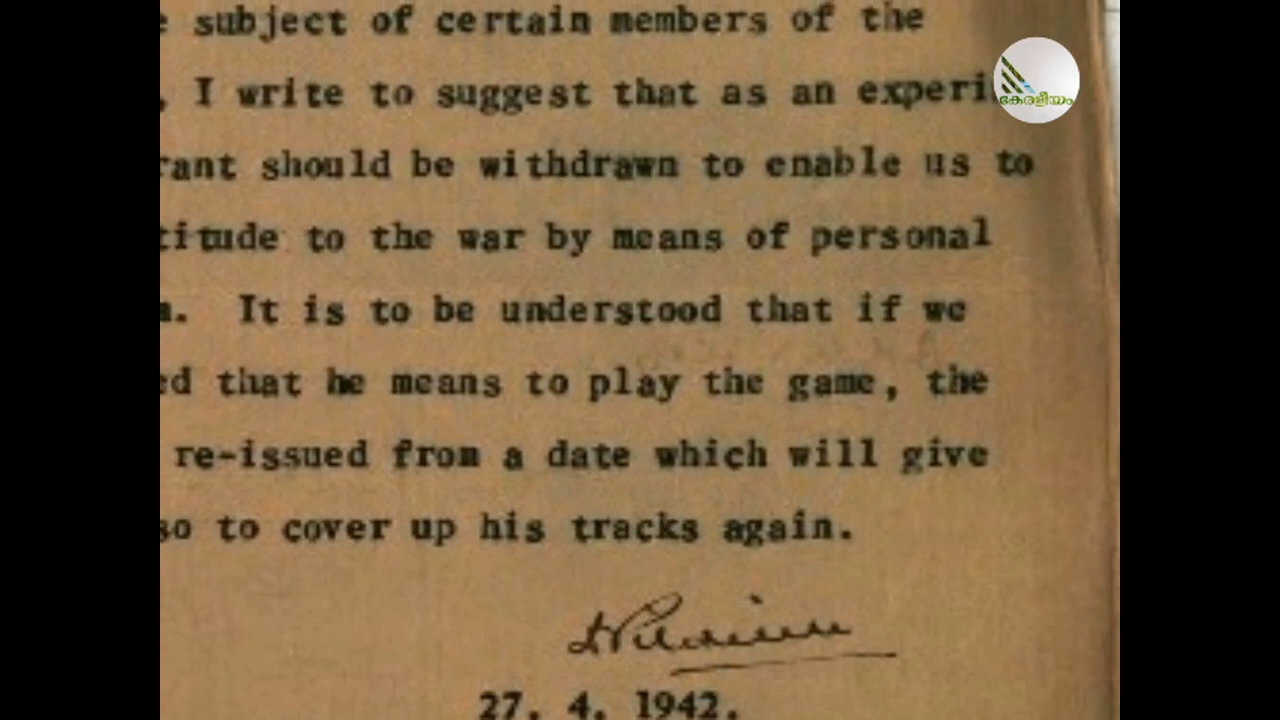 subject of certain members of the
, I write to suggest that as an experi
rant should be withdrawn to enable us to
titude to the war by means of personal
. It is to be understood that if we
ed that he means to play the game, the
re-issued from a date which will give
so to cover up his tracks again.
27. 4. 1942.
കേരളീയം